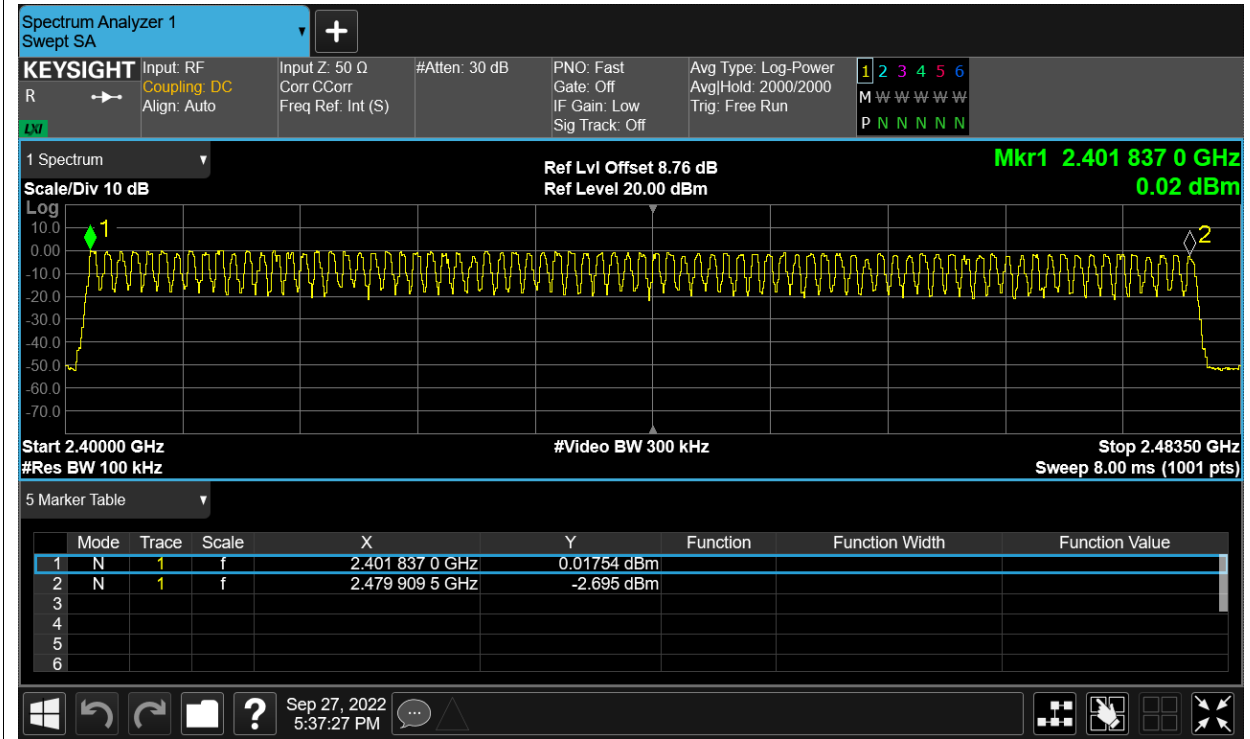 Spectrum Analyzer 1
Swept SA
+
KEYSIGHT Input: RF Input Z: 50 Ω #Atten: 30 dB PNO: Fast Avg Type: Log-Power 1 2 3 4 5 6
R Coupling: DC Corr CCorr Gate: Off Avg|Hold: 2000/2000 M W W W W W W
Align: Auto Freq Ref: Int (S) IF Gain: Low Trig: Free Run
LXI Sig Track: Off P N N N N N N
1 Spectrum Ref Lvl Offset 8.76 dB Mkr1 2.401 837 0 GHz
Scale/Div 10 dB Ref Level 20.00 dBm 0.02 dBm
Log
10.0 1 2
0.00
-10.0
-20.0
-30.0
-40.0
-50.0
-60.0
-70.0
Start 2.40000 GHz #Video BW 300 kHz Stop 2.48350 GHz
#Res BW 100 kHz Sweep 8.00 ms (1001 pts)
5 Marker Table
Mode Trace Scale X Y Function Function Width Function Value
1 N 1 f 2.401 837 0 GHz 0.01754 dBm
2 N 1 f 2.479 909 5 GHz -2.695 dBm
3
4
5
6
? Sep 27, 2022
5:37:27 PM